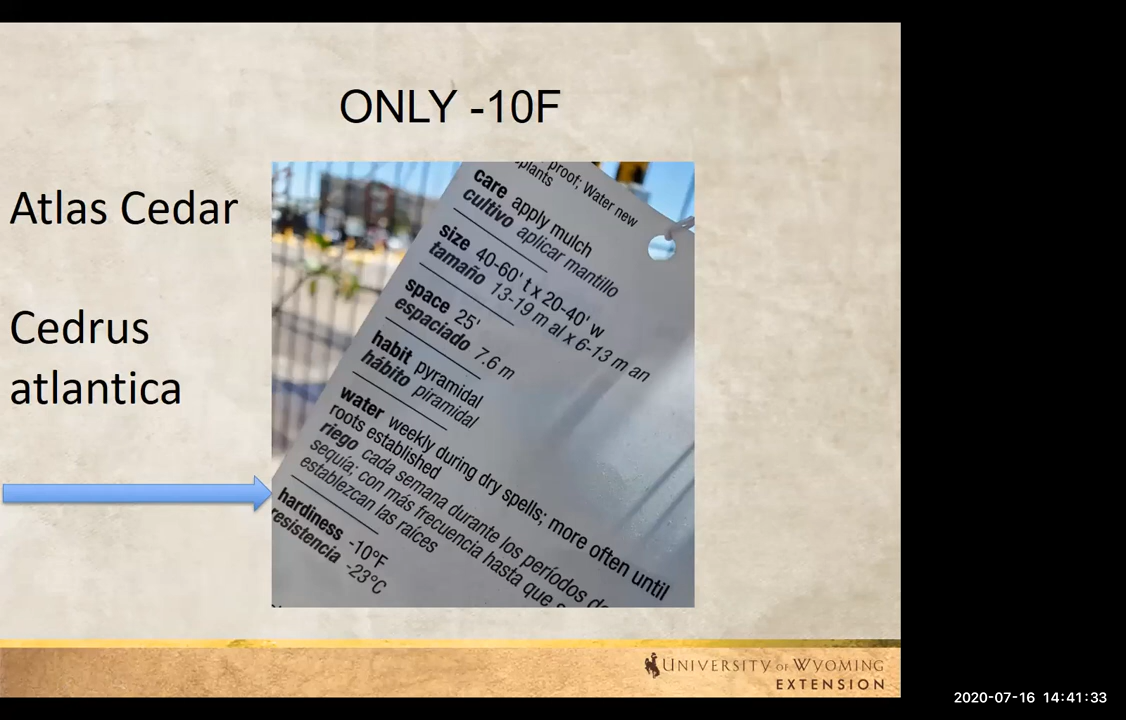 ONLY -10F
Atlas Cedar
Cedrus
atlantica
proof; Water new
plants
care apply mulch
cultivo aplicar mantillo
size 40-60' t x 20-40' w
tamaño 13-19 m al x 6-13 m an
space 25'
espaciado 7.6 m
habit pyramidal
hábito piramidal
water weekly during dry spells; more often until
roots established
riego cada semana durante los períodos de
sequía; con más frecuencia hasta que s
establezcan las raíces
hardiness -10°F
resistencia -23°C
UNIVERSITY OF WYOMING
EXTENSION
2020-07-16 14:41:33